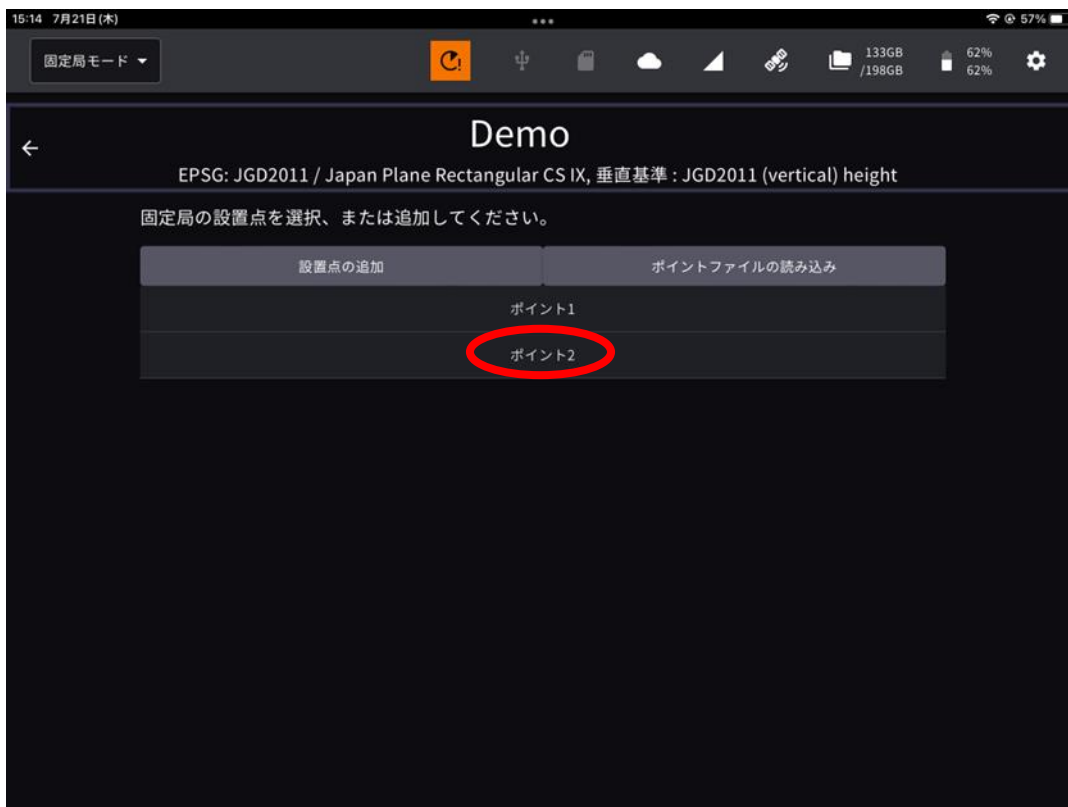 15:14 7月21日(木) 57%
固定局モード 133GB /198GB 62% 62%
Demo
EPSG: JGD2011 / Japan Plane Rectangular CS IX, 垂直基準 : JGD2011 (vertical) height
固定局の設置点を選択、または追加してください。
設置点の追加 ポイントファイルの読み込み
ポイント1
ポイント2